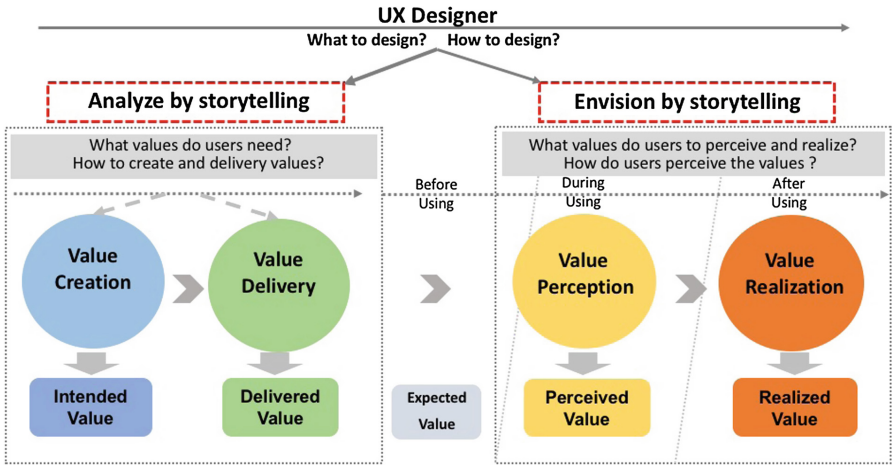 UX Designer
What to design? How to design?
Analyze by storytelling
Envision by storytelling
What values do users need?
How to create and delivery values?
What values do users to perceive and realize?
How do users perceive the values ?
Before
Using
During
Using
After
Using
Value
Creation
Value
Delivery
Value
Perception
Value
Realization
Intended
Value
Delivered
Value
Expected
Value
Perceived
Value
Realized
Value